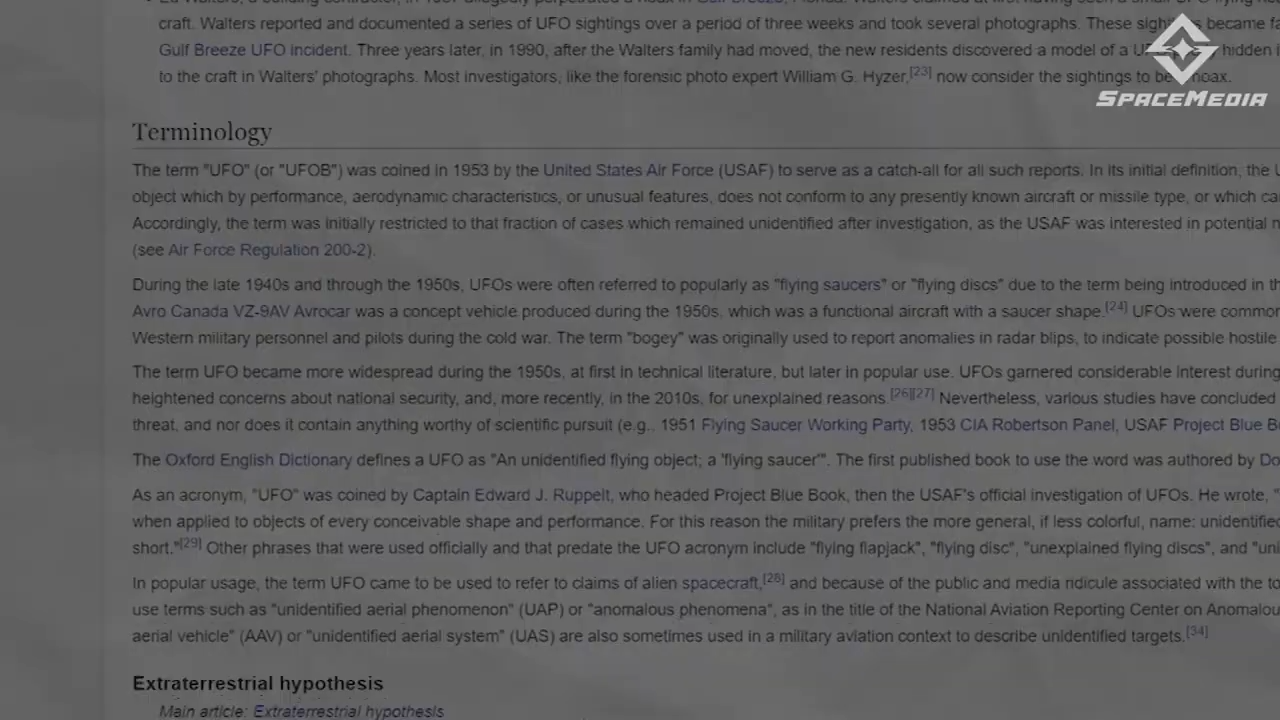 craft. Walters reported and documented a series of UFO sightings over a period of three weeks and took several photographs. These became
SPACEMEDIA
Gulf Breeze UFO incident. Three years later, in 1990, after the Walters family had moved, the new residents discovered a model of a hidden
to the craft in Walters' photographs. Most investigators, like the forensic photo expert William G. Hyzer,[23] now consider the sightings to be hoax.
Terminology
The term "UFO" (or "UFOB") was coined in 1953 by the United States Air Force (USAF) to serve as a catch-all for all such reports. In its initial definition, the
object which by performance, aerodynamic characteristics, or unusual features, does not conform to any presently known aircraft or missile type, or which
Accordingly, the term was initially restricted to that fraction of cases which remained unidentified after investigation, as the USAF was interested in potential
(see Air Force Regulation 200-2).
During the late 1940s and through the 1950s, UFOs were often referred to popularly as "flying saucers" or "flying discs" due to the term being introduced in
Avro Canada VZ-9AV Avrocar was a concept vehicle produced during the 1950s, which was a functional aircraft with a saucer shape.[24] UFOs were
Western military personnel and pilots during the cold war. The term "bogey" was originally used to report anomalies in radar blips, to indicate possible hostile
The term UFO became more widespread during the 1950s, at first in technical literature, but later in popular use. UFOs garnered considerable interest during
heightened concerns about national security, and, more recently, in the 2010s, for unexplained reasons.[26][27] Nevertheless, various studies have concluded
threat, and nor does it contain anything worthy of scientific pursuit (e.g., 1951 Flying Saucer Working Party, 1953 CIA Robertson Panel, USAF Project Blue
The Oxford English Dictionary defines a UFO as "An unidentified flying object; a 'flying saucer'". The first published book to use the word was authored by
As an acronym, "UFO" was coined by Captain Edward J. Ruppelt, who headed Project Blue Book, then the USAF's official investigation of UFOs. He wrote, "
when applied to objects of every conceivable shape and performance. For this reason the military prefers the more general, if less colorful, name: unidentified
short."[29] Other phrases that were used officially and that predate the UFO acronym include "flying flapjack", "flying disc", "unexplained flying discs", and
In popular usage, the term UFO came to be used to refer to claims of alien spacecraft,[28] and because of the public and media ridicule associated with the
use terms such as "unidentified aerial phenomenon" (UAP) or "anomalous phenomena", as in the title of the National Aviation Reporting Center on
aerial vehicle" (AAV) or "unidentified aerial system" (UAS) are also sometimes used in a military aviation context to describe unidentified targets.[34]
Extraterrestrial hypothesis
Main article: Extraterrestrial hypothesis